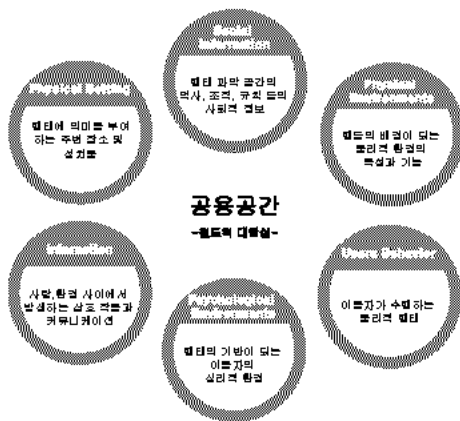 Social
Information
행태 과악 공간의
역사, 조직, 규칙 등의
사회적 정보
Physical Setting
행태에 의미를 부여
하는 주변 장소 및
설치물
Physical
Environments
행동의 배경이 되는
물리적 환경의
특성과 기능
공용공간
Interaction
사람,환경 사이에서
발생하는 상호 작용과
커뮤니케이션
Users Behavior
이용자가 수행하는
물리적 행태
Psychological
Environments
행태의 기반이 되는
이용자의
심리적 환경